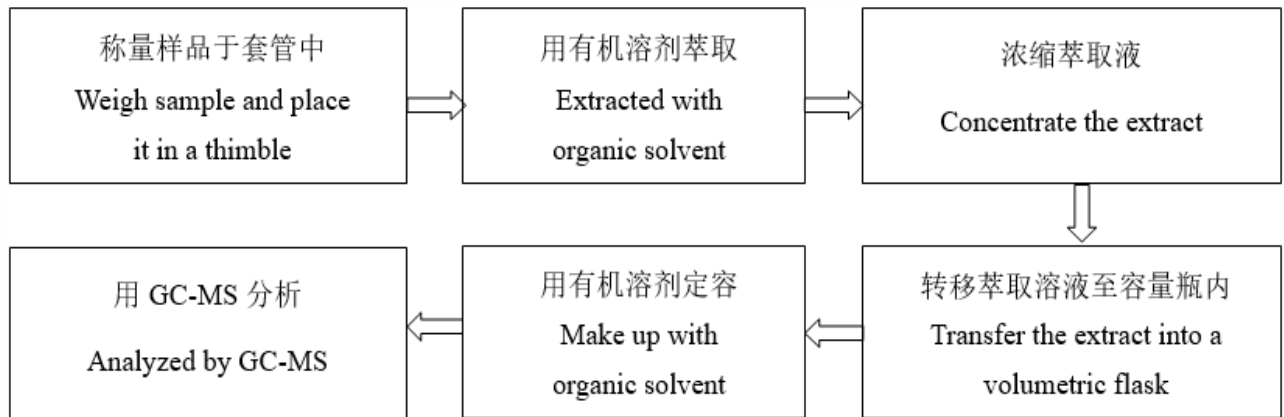 称量样品于套管中
Weigh sample and place
it in a thimble
用有机溶剂萃取
Extracted with
organic solvent
浓缩萃取液
Concentrate the extract
转移萃取溶液至容量瓶内
Transfer the extract into a
volumetric flask
用有机溶剂定容
Make up with
organic solvent
用 GC-MS 分析
Analyzed by GC-MS